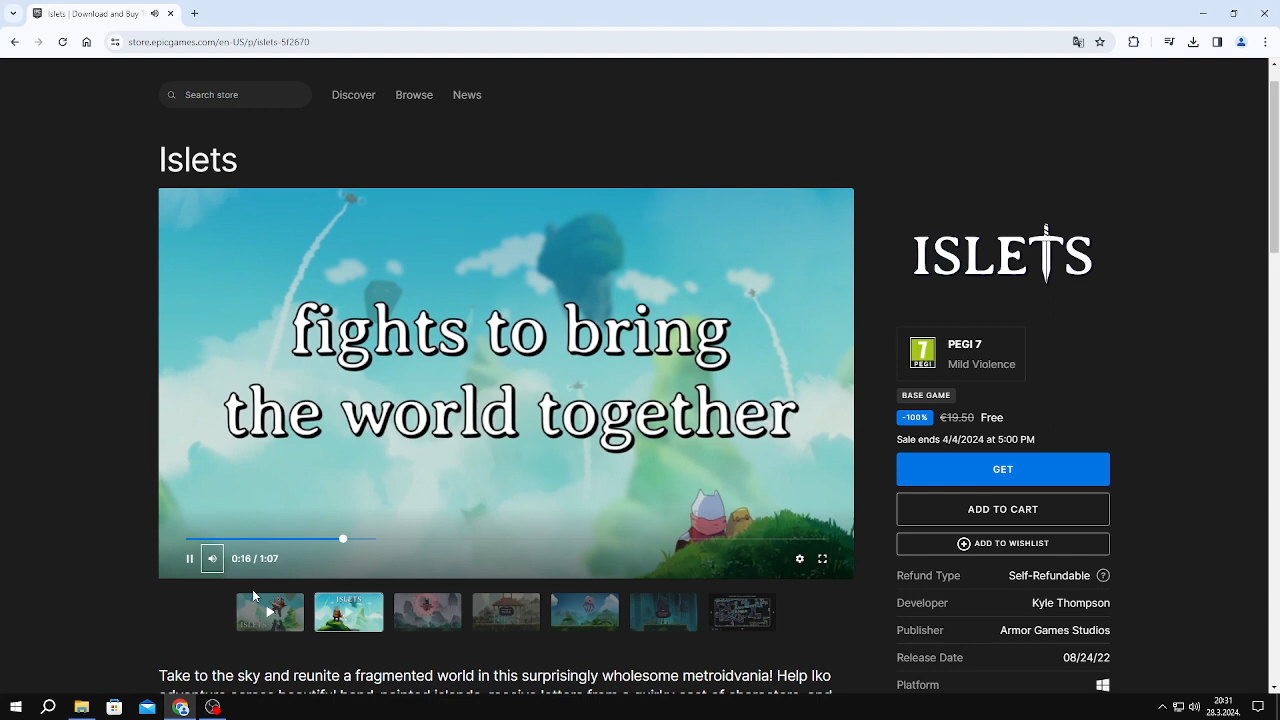 Islets | Download and Buy T
store.epicgames.com/en-US/p/islets-5f2670
Search store
Discover
Browse
News
Islets
fights to bring
the world together
0:16 / 1:07
ISLETS
ISLETS
ISLETS
7
PEGI
PEGI 7
Mild Violence
BASE GAME
-100% €19.50 Free
Sale ends 4/4/2024 at 5:00 PM
GET
ADD TO CART
ADD TO WISHLIST
Refund Type Self-Refundable ?
Developer Kyle Thompson
Publisher Armor Games Studios
Release Date 08/24/22
Platform
Take to the sky and reunite a fragmented world in this surprisingly wholesome metroidvania! Help Iko
20:31
28.3.2024.